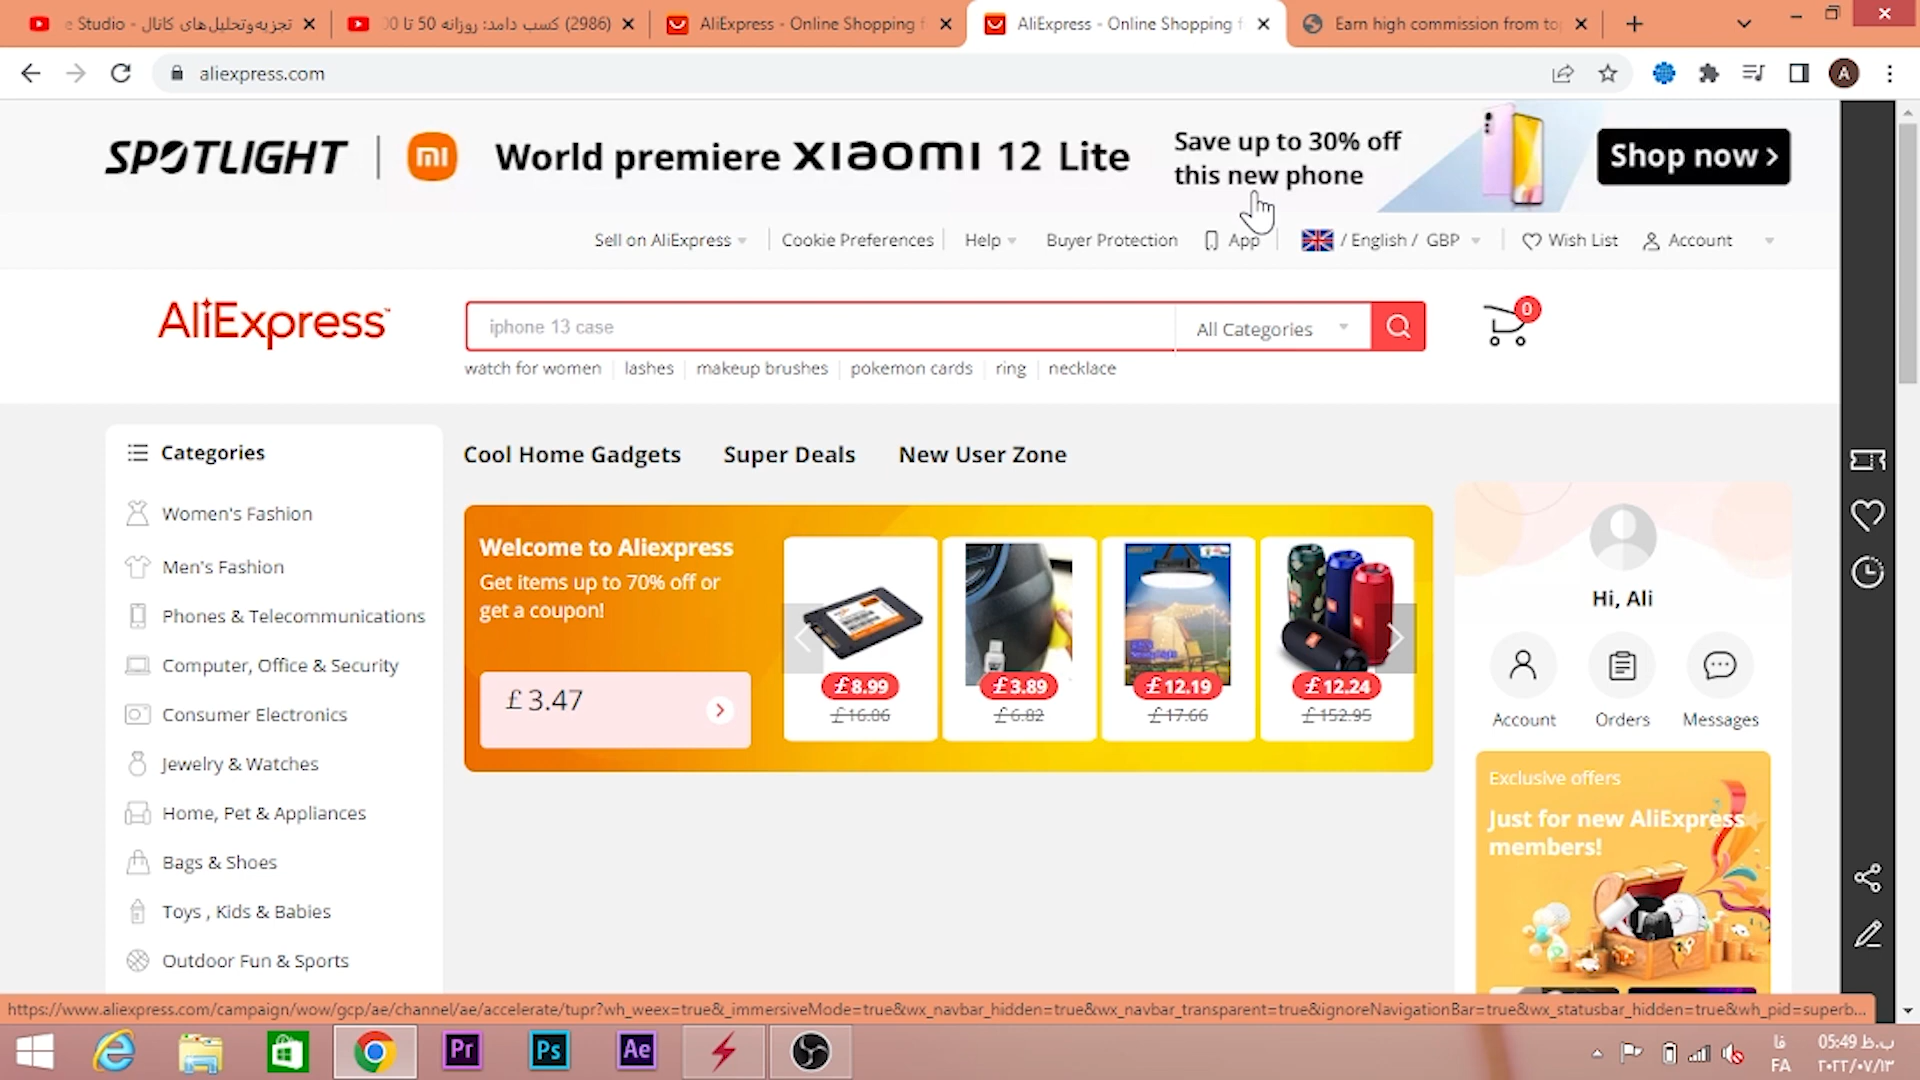 تجزیه‌وتحلیل‌های کانال - Studio
(2986) کسب دامد: روزانه 50 تا
AliExpress - Online Shopping f
AliExpress - Online Shopping f
Earn high commission from to
aliexpress.com
A
SPOTLIGHT
mi
World premiere xiaomi 12 Lite
Save up to 30% off
this new phone
Shop now >
Sell on AliExpress
Cookie Preferences
Help
Buyer Protection
App
/ English / GBP
Wish List
Account
AliExpress
iphone 13 case
All Categories
0
watch for women
lashes
makeup brushes
pokemon cards
ring
necklace
Categories
Women's Fashion
Men's Fashion
Phones & Telecommunications
Computer, Office & Security
Consumer Electronics
Jewelry & Watches
Home, Pet & Appliances
Bags & Shoes
Toys , Kids & Babies
Outdoor Fun & Sports
Cool Home Gadgets
Super Deals
New User Zone
Welcome to Aliexpress
Get items up to 70% off or
get a coupon!
£3.47
£8.99
£16.06
£3.89
£6.82
£12.19
£17.66
£12.24
£152.95
Hi, Ali
Account
Orders
Messages
Exclusive offers
Just for new AliExpress
members!
https://www.aliexpress.com/campaign/wow/gcp/ae/channel/ae/accelerate/tupr?wh_weex=true&_immersiveMode=true&wx_navbar_hidden=true&wx_navbar_transparent=true&ignoreNavigationBar=true&wx_statusbar_hidden=true&wh_pid=superb...
Pr
Ps
Ae
فا
FA
05:49 ب.ظ
۲۰۲۲/۰۷/۱۳